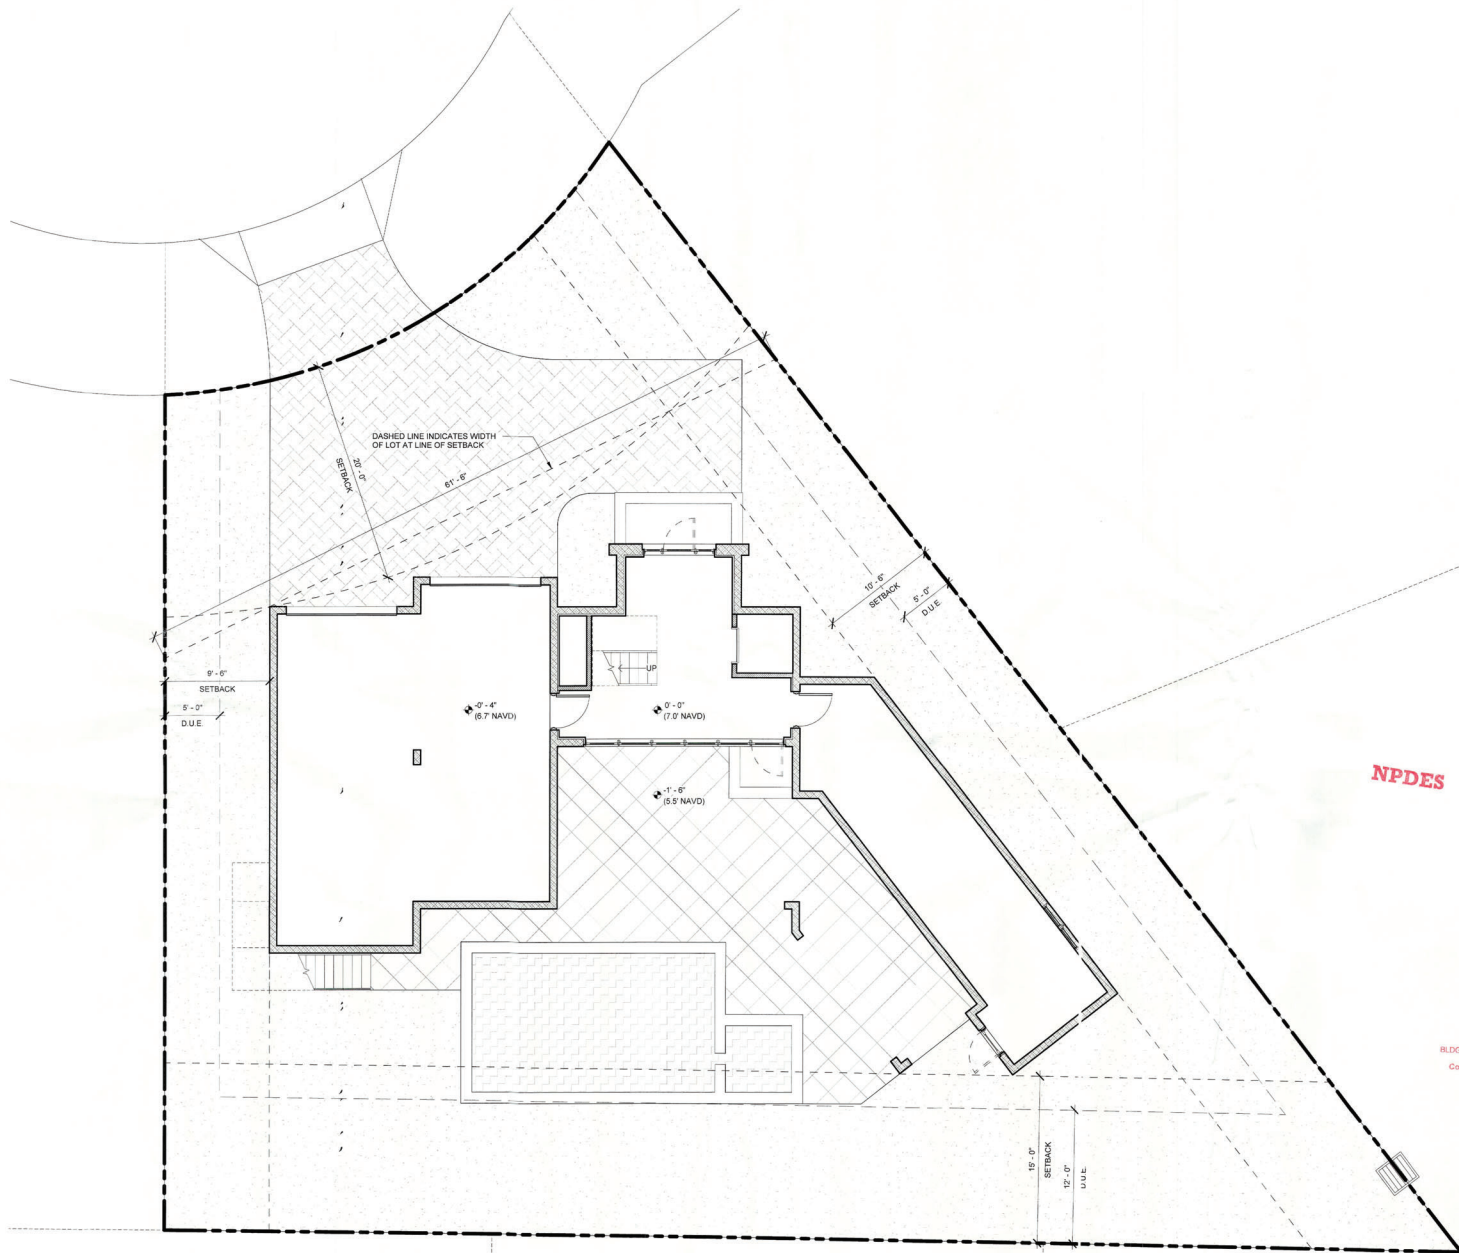 DASHED LINE INDICATES WIDTH
OF LOT AT LINE OF SETBACK
20' - 0"
SETBACK
61' - 6"
10' - 6"
SETBACK
5' - 0"
D.U.E.
UP
9' - 6"
SETBACK
5' - 0"
D.U.E.
-0' - 4"
(6.7' NAVD)
0' - 0"
(7.0' NAVD)
-1' - 6"
(5.5' NAVD)
NPDES
BLDG
Co
15' - 0"
SETBACK
12' - 0"
D.U.E.